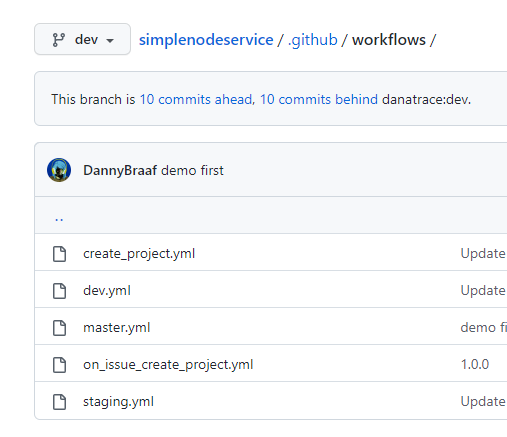 dev simplenodeservice / .github / workflows /
This branch is 10 commits ahead, 10 commits behind danatrace:dev.
DannyBraaf demo first
..
create_project.yml Update
dev.yml Update
master.yml demo fi
on_issue_create_project.yml 1.0.0
staging.yml Update